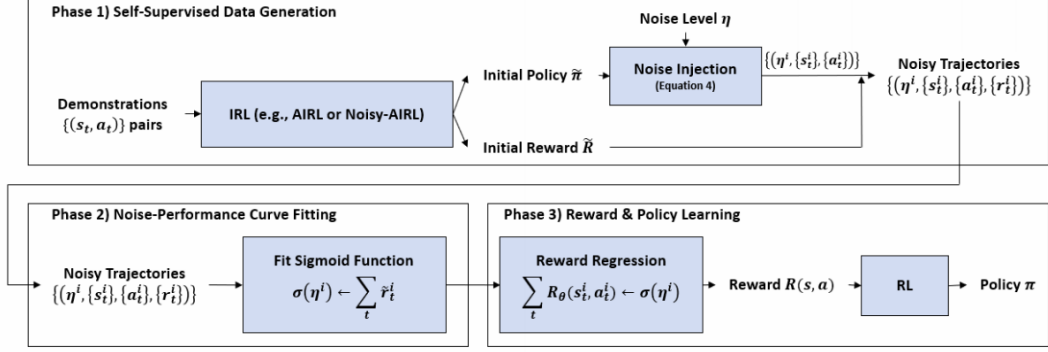 Phase 1) Self-Supervised Data Generation
Noise Level η
Demonstrations
{(s_t, a_t)} pairs
IRL (e.g., AIRL or Noisy-AIRL)
Initial Policy π̃
Initial Reward R̃
Noise Injection
(Equation 4)
{(η^i, {s_t^i}, {a_t^i})}
Noisy Trajectories
{(η^i, {s_t^i}, {a_t^i}, {r_t^i})}
Phase 2) Noise-Performance Curve Fitting
Noisy Trajectories
{(η^i, {s_t^i}, {a_t^i}, {r_t^i})}
Fit Sigmoid Function
σ(η^i) ← ∑_t r̃_t^i
Phase 3) Reward & Policy Learning
Reward Regression
∑_t R_θ(s_t^i, a_t^i) ← σ(η^i)
Reward R(s, a)
RL
Policy π